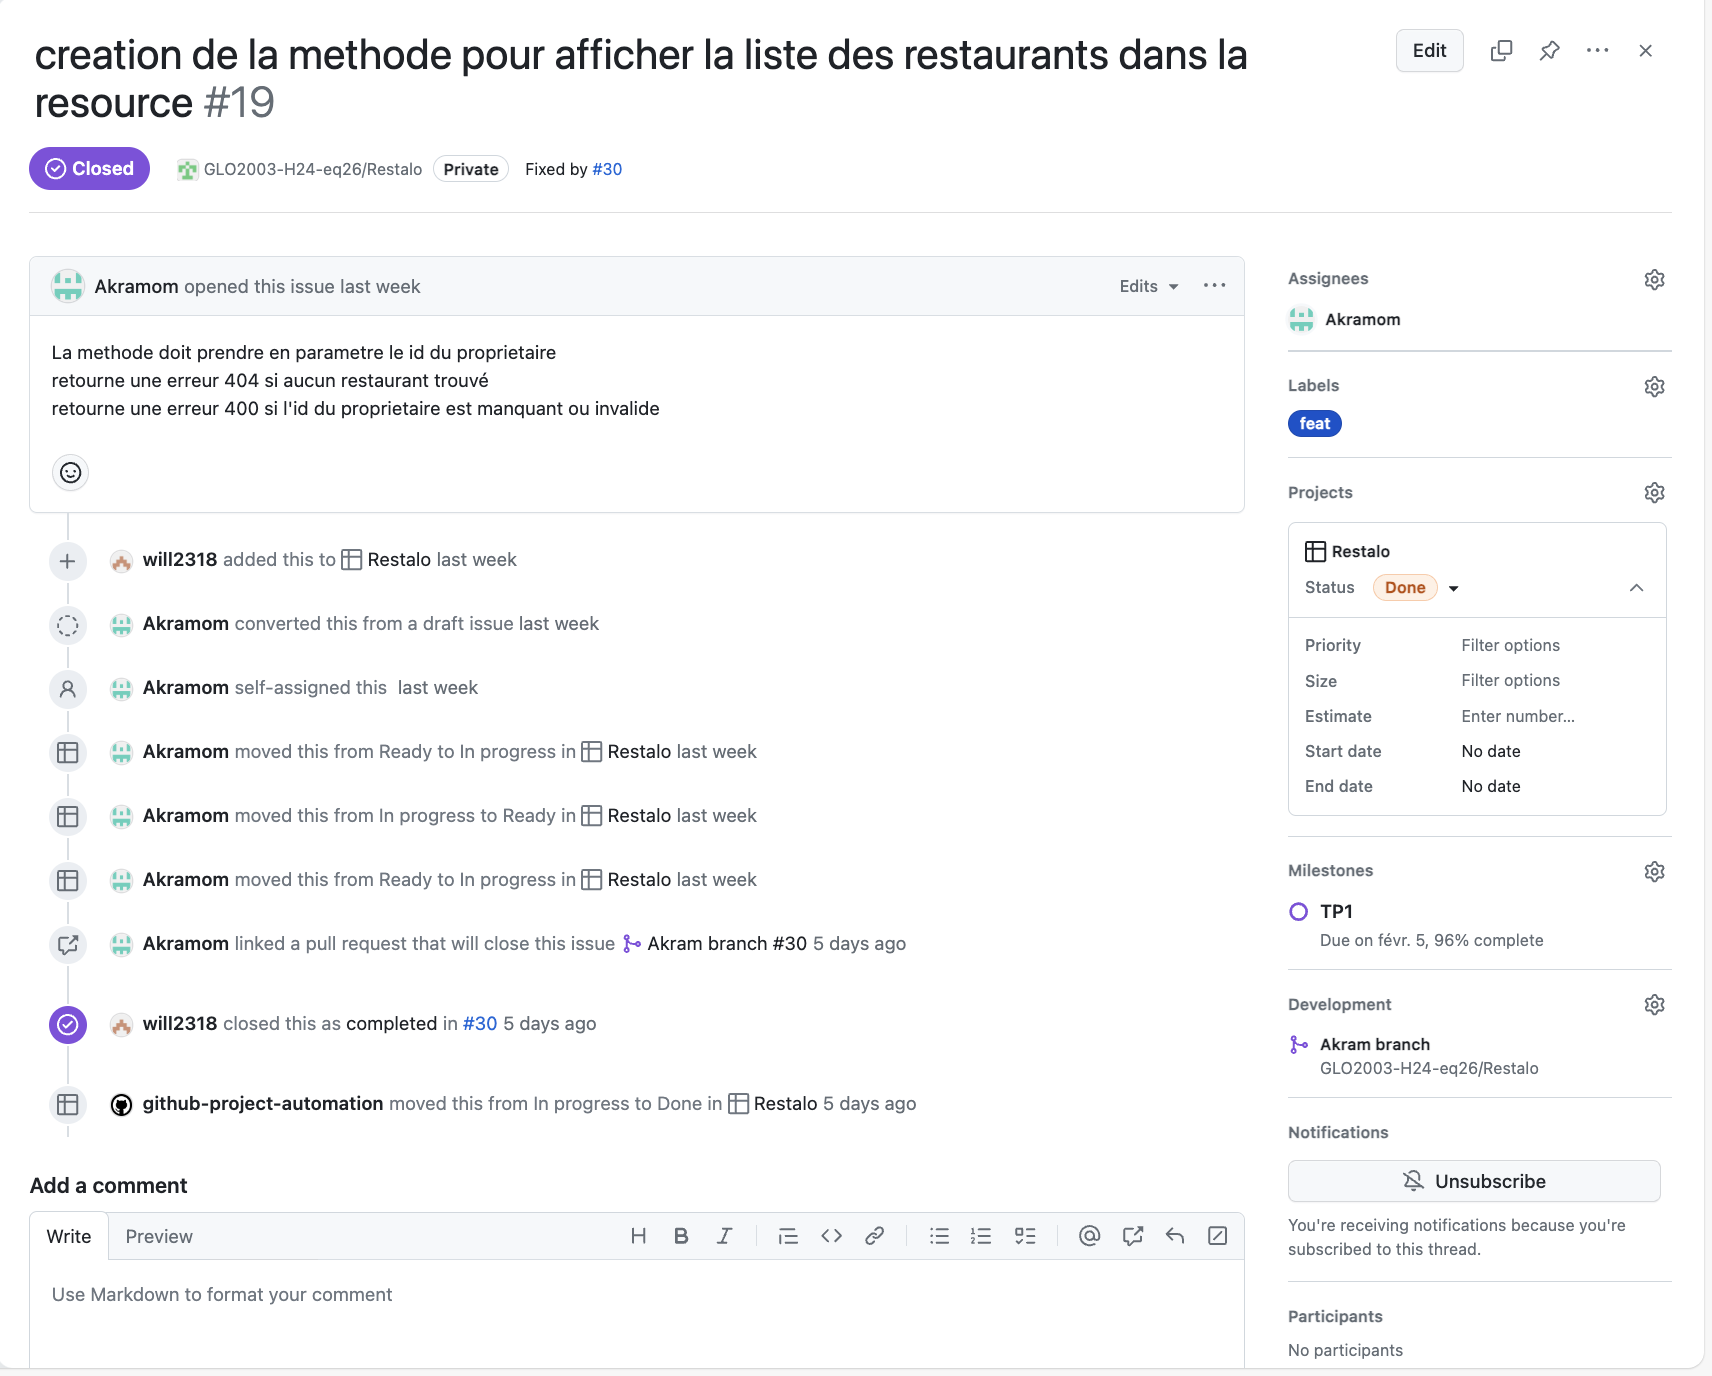 creation de la methode pour afficher la liste des restaurants dans la
resource #19
Edit
Closed
GLO2003-H24-eq26/Restalo
Private
Fixed by #30
Akramom opened this issue last week
Edits
La methode doit prendre en parametre le id du proprietaire
retourne une erreur 404 si aucun restaurant trouvé
retourne une erreur 400 si l'id du proprietaire est manquant ou invalide
will2318 added this to Restalo last week
Akramom converted this from a draft issue last week
Akramom self-assigned this last week
Akramom moved this from Ready to In progress in Restalo last week
Akramom moved this from In progress to Ready in Restalo last week
Akramom moved this from Ready to In progress in Restalo last week
Akramom linked a pull request that will close this issue Akram branch #30 5 days ago
will2318 closed this as completed in #30 5 days ago
github-project-automation moved this from In progress to Done in Restalo 5 days ago
Add a comment
Write
Preview
Use Markdown to format your comment
Assignees
Akramom
Labels
feat
Projects
Restalo
Status Done
Priority Filter options
Size Filter options
Estimate Enter number...
Start date No date
End date No date
Milestones
TP1
Due on févr. 5, 96% complete
Development
Akram branch
GLO2003-H24-eq26/Restalo
Notifications
Unsubscribe
You're receiving notifications because you're
subscribed to this thread.
Participants
No participants